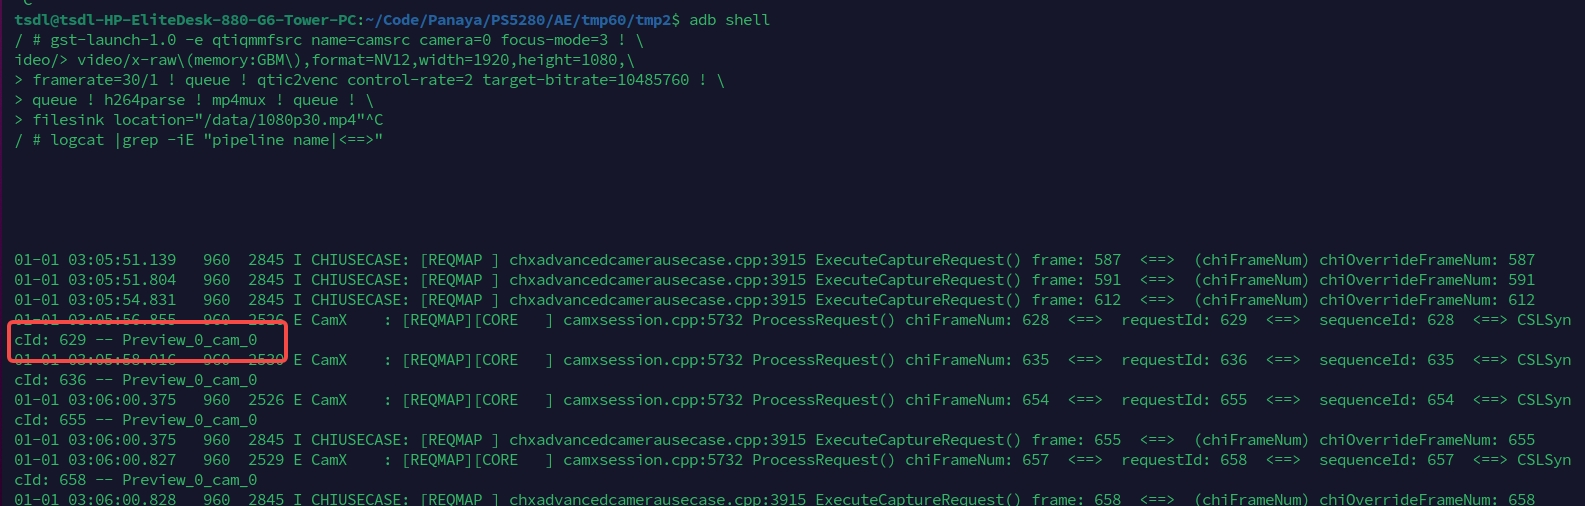 ^C
tsdl@tsdl-HP-EliteDesk-880-G6-Tower-PC:~/Code/Panaya/PS5280/AE/tmp60/tmp2$ adb shell
/ # gst-launch-1.0 -e qtiqmmfsrc name=camsrc camera=0 focus-mode=3 ! \
ideo/> video/x-raw\(memory:GBM\),format=NV12,width=1920,height=1080,\
> framerate=30/1 ! queue ! qtic2venc control-rate=2 target-bitrate=10485760 ! \
> queue ! h264parse ! mp4mux ! queue ! \
> filesink location="/data/1080p30.mp4"^C
/ # logcat |grep -iE "pipeline name|<==>"
01-01 03:05:51.139   960  2845 I CHIUSECASE: [REQMAP ] chxadvancedcamerausecase.cpp:3915 ExecuteCaptureRequest() frame: 587  <==>  (chiFrameNum) chiOverrideFrameNum: 587
01-01 03:05:51.804   960  2845 I CHIUSECASE: [REQMAP ] chxadvancedcamerausecase.cpp:3915 ExecuteCaptureRequest() frame: 591  <==>  (chiFrameNum) chiOverrideFrameNum: 591
01-01 03:05:54.831   960  2845 I CHIUSECASE: [REQMAP ] chxadvancedcamerausecase.cpp:3915 ExecuteCaptureRequest() frame: 612  <==>  (chiFrameNum) chiOverrideFrameNum: 612
01-01 03:05:56.855   960  2526 E CamX    : [REQMAP][CORE   ] camxsession.cpp:5732 ProcessRequest() chiFrameNum: 628  <==>  requestId: 629  <==>  sequenceId: 628  <==> CSLSyn
cId: 629 -- Preview_0_cam_0
01-01 03:05:58.016   960  2530 E CamX    : [REQMAP][CORE   ] camxsession.cpp:5732 ProcessRequest() chiFrameNum: 635  <==>  requestId: 636  <==>  sequenceId: 635  <==> CSLSyn
cId: 636 -- Preview_0_cam_0
01-01 03:06:00.375   960  2526 E CamX    : [REQMAP][CORE   ] camxsession.cpp:5732 ProcessRequest() chiFrameNum: 654  <==>  requestId: 655  <==>  sequenceId: 654  <==> CSLSyn
cId: 655 -- Preview_0_cam_0
01-01 03:06:00.375   960  2845 I CHIUSECASE: [REQMAP ] chxadvancedcamerausecase.cpp:3915 ExecuteCaptureRequest() frame: 655  <==>  (chiFrameNum) chiOverrideFrameNum: 655
01-01 03:06:00.827   960  2529 E CamX    : [REQMAP][CORE   ] camxsession.cpp:5732 ProcessRequest() chiFrameNum: 657  <==>  requestId: 658  <==>  sequenceId: 657  <==> CSLSyn
cId: 658 -- Preview_0_cam_0
01-01 03:06:00.828   960  2845 I CHIUSECASE: [REQMAP ] chxadvancedcamerausecase.cpp:3915 ExecuteCaptureRequest() frame: 658  <==>  (chiFrameNum) chiOverrideFrameNum: 658